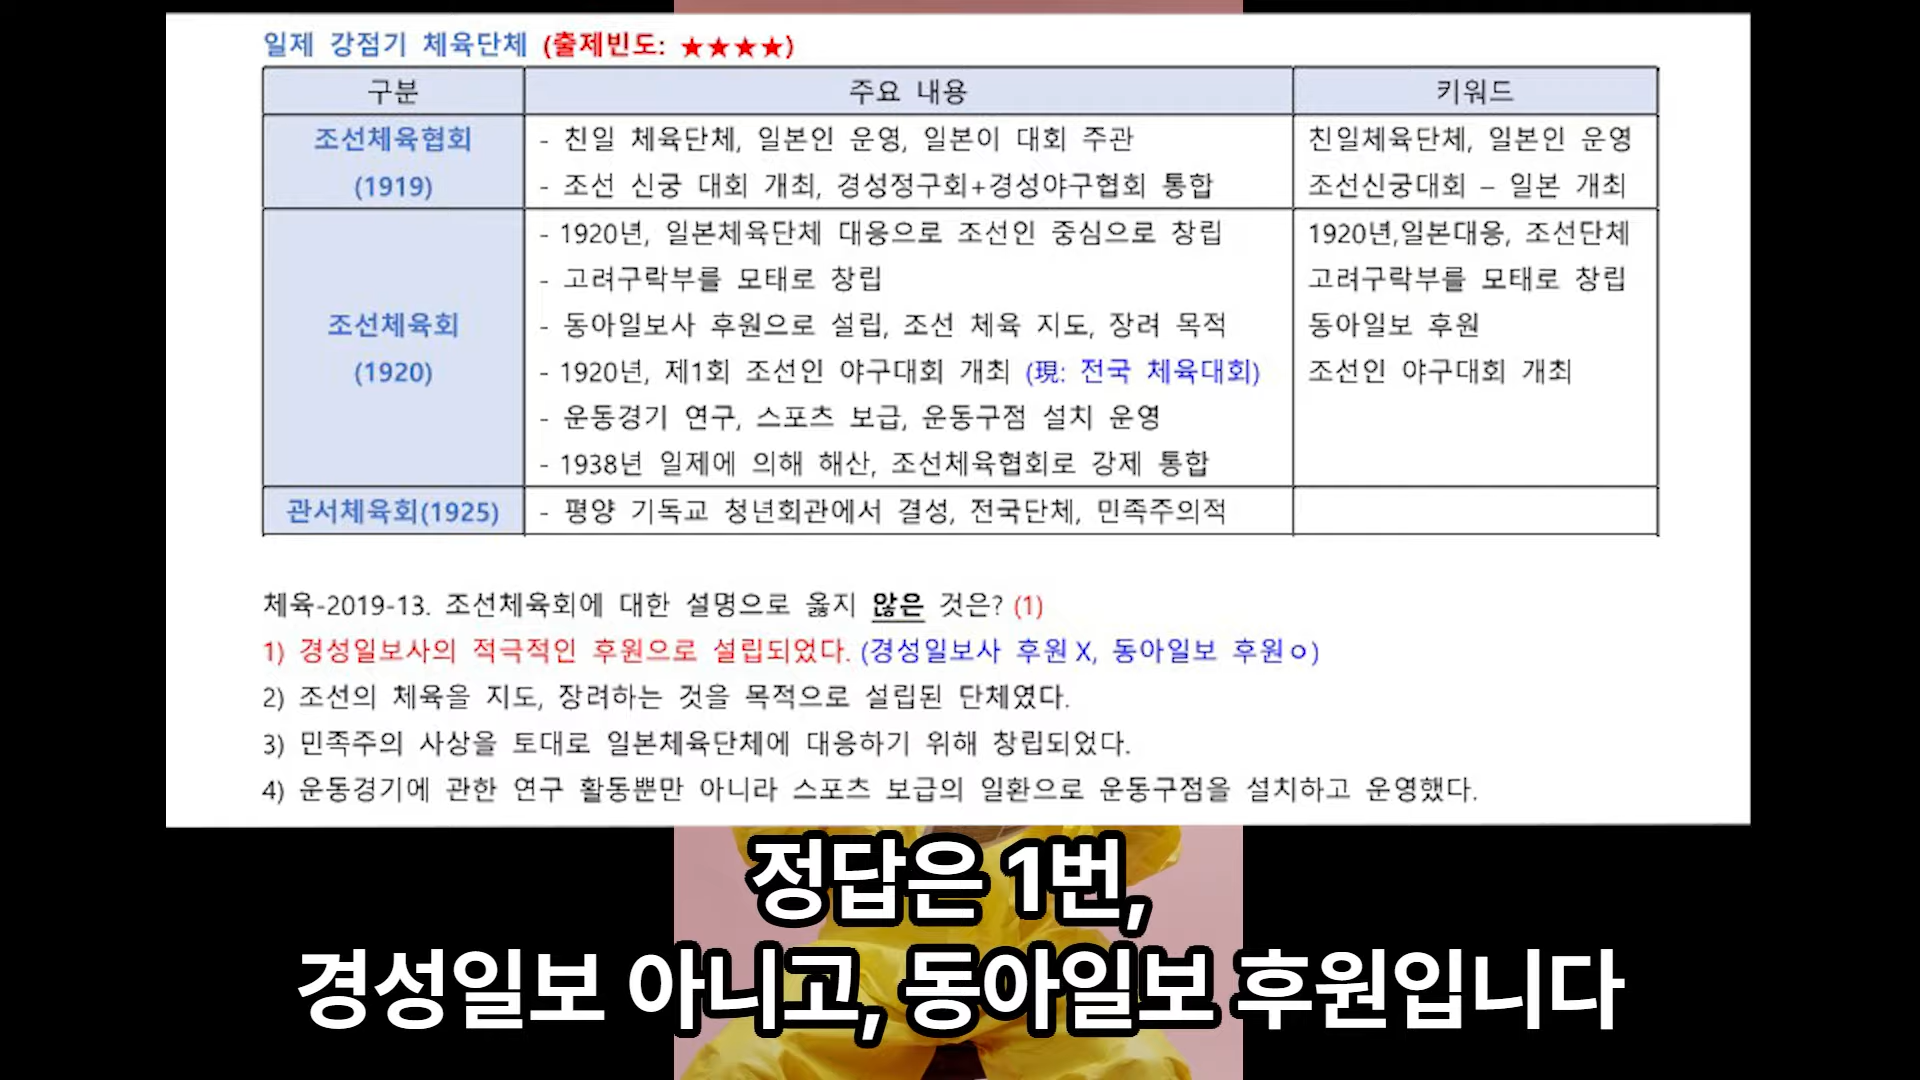 일제 강점기 체육단체 (출제빈도: ★★★★)
구분 주요 내용 키워드
조선체육협회
(1919)
- 친일 체육단체, 일본인 운영, 일본이 대회 주관
- 조선 신궁 대회 개최, 경성정구회+경성야구협회 통합
친일체육단체, 일본인 운영
조선신궁대회 – 일본 개최
조선체육회
(1920)
- 1920년, 일본체육단체 대응으로 조선인 중심으로 창립
- 고려구락부를 모태로 창립
- 동아일보사 후원으로 설립, 조선 체육 지도, 장려 목적
- 1920년, 제1회 조선인 야구대회 개최 (現: 전국 체육대회)
- 운동경기 연구, 스포츠 보급, 운동구점 설치 운영
- 1938년 일제에 의해 해산, 조선체육협회로 강제 통합
1920년,일본대응, 조선단체
고려구락부를 모태로 창립
동아일보 후원
조선인 야구대회 개최
관서체육회(1925)
- 평양 기독교 청년회관에서 결성, 전국단체, 민족주의적
체육-2019-13. 조선체육회에 대한 설명으로 옳지 않은 것은? (1)
1) 경성일보사의 적극적인 후원으로 설립되었다. (경성일보사 후원 X, 동아일보 후원 ㅇ)
2) 조선의 체육을 지도, 장려하는 것을 목적으로 설립된 단체였다.
3) 민족주의 사상을 토대로 일본체육단체에 대응하기 위해 창립되었다.
4) 운동경기에 관한 연구 활동뿐만 아니라 스포츠 보급의 일환으로 운동구점을 설치하고 운영했다.
정답은 1번,
경성일보 아니고, 동아일보 후원입니다